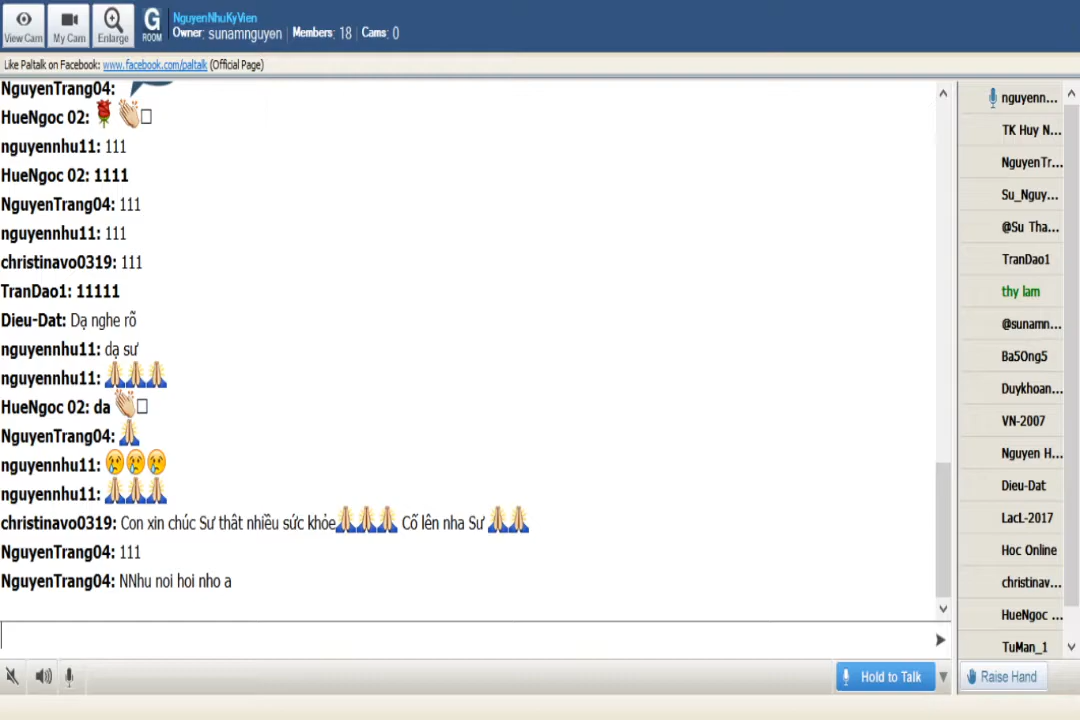 View Cam
My Cam
Enlarge
G
ROOM
NguyenNhuKyVien
Owner: sunamnguyen | Members: 18 | Cams: 0
Like Paltalk on Facebook: www.facebook.com/paltalk (Official Page)
NguyenTrang04:
HueNgoc 02:
nguyennhu11: 111
HueNgoc 02: 1111
NguyenTrang04: 111
nguyennhu11: 111
christinavo0319: 111
TranDao1: 11111
Dieu-Dat: Dạ nghe rõ
nguyennhu11: dạ sư
nguyennhu11: 🙏🙏🙏
HueNgoc 02: da
NguyenTrang04: 🙏
nguyennhu11: 😢😢😢
nguyennhu11: 🙏🙏🙏
christinavo0319: Con xin chúc Sư thât nhiều sức khỏe🙏🙏🙏 Cố lên nha Sư 🙏🙏
NguyenTrang04: 111
NguyenTrang04: NNhu noi hoi nho a
nguyenn...
TK Huy N...
NguyenTr...
Su_Nguy...
@Su Tha...
TranDao1
thy lam
@sunamn...
Ba5Ong5
Duykhoan...
VN-2007
Nguyen H...
Dieu-Dat
LacL-2017
Hoc Online
christinav...
HueNgoc ...
TuMan_1
Hold to Talk
Raise Hand